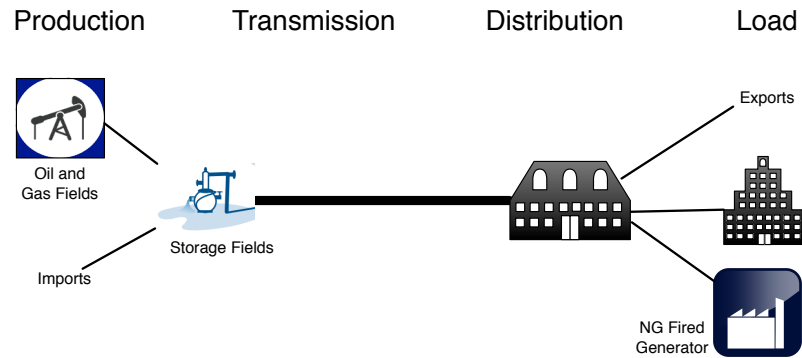 Production
Transmission
Distribution
Load
Exports
Oil and
Gas Fields
Storage Fields
Imports
NG Fired
Generator